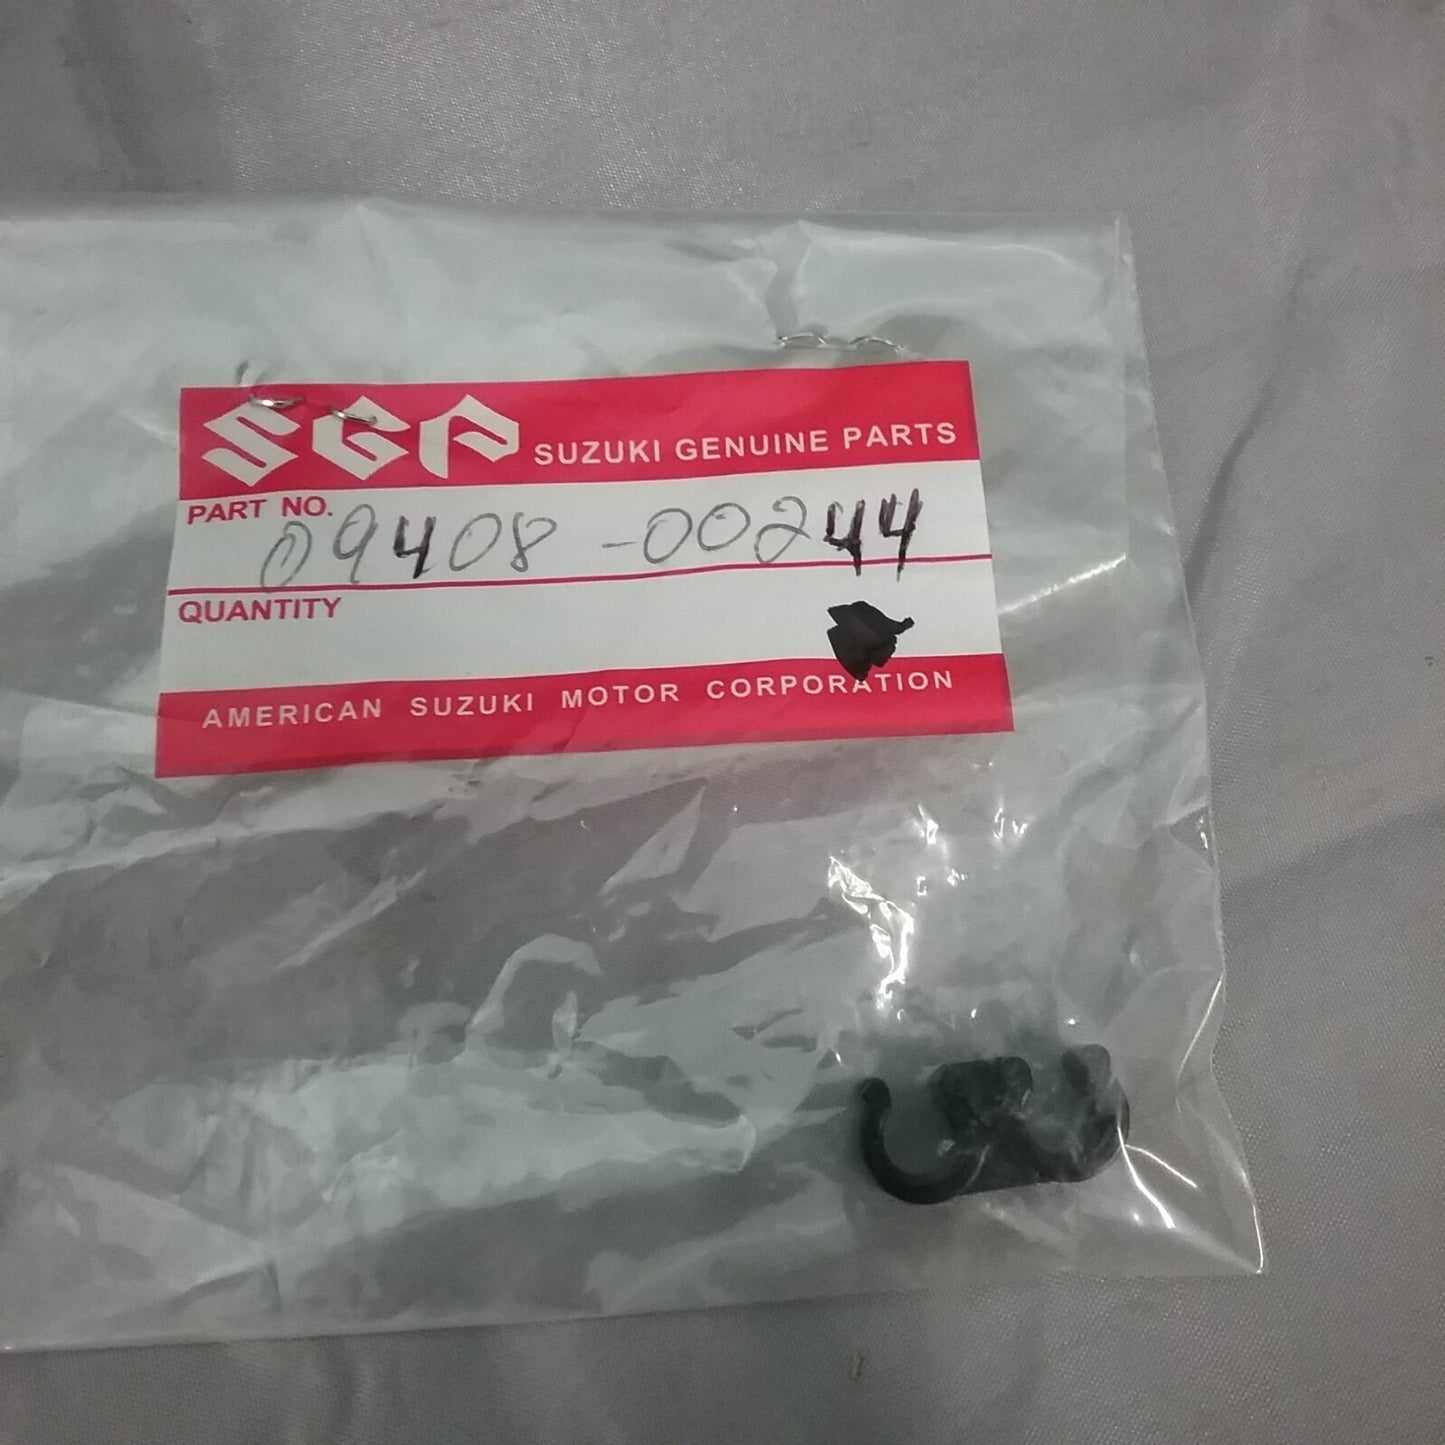 SGP SUZUKI GENUINE PARTS
PART NO.
09408-00244
QUANTITY
AMERICAN SUZUKI MOTOR CORPORATION